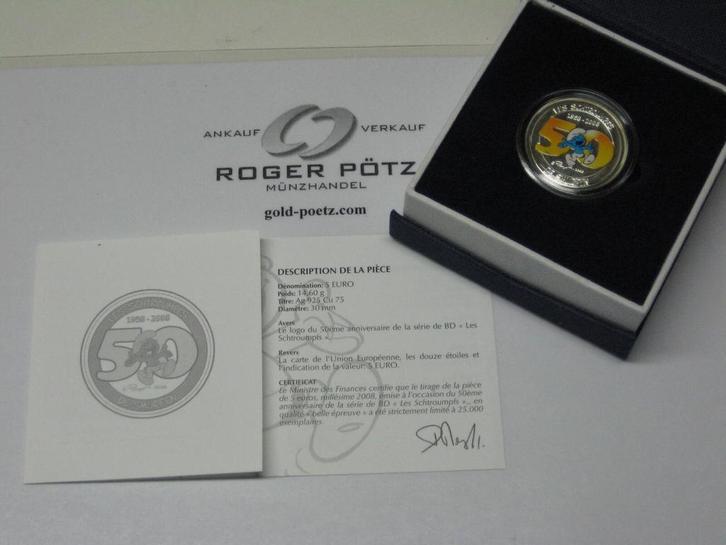 ANKAUF VERKAUF
ROGER PÖTZ
MÜNZHANDEL
gold-poetz.com
LES SCHTROUMPFS
1958 - 2008
50
1958 - 2008
50
DE SMURFEN
DESCRIPTION DE LA PIÈCE
Dénomination: 5 EURO
Poids: 14,60 g
Titre: Ag 925 Cu 75
Diamètre: 30 mm
Avers
Le logo du 50ème anniversaire de la série de BD « Les
Schtroumpfs ».
Revers
La carte de l'Union Européenne, les douze étoiles et
l'indication de la valeur: 5 EURO.
CERTIFICAT
Le Ministre des Finances certifie que le tirage de la pièce
de 5 euros, millésime 2008, émise à l'occasion du 50ème
anniversaire de la série de BD « Les Schtroumpfs », en
qualité « belle épreuve » a été strictement limité à 25.000
exemplaires.